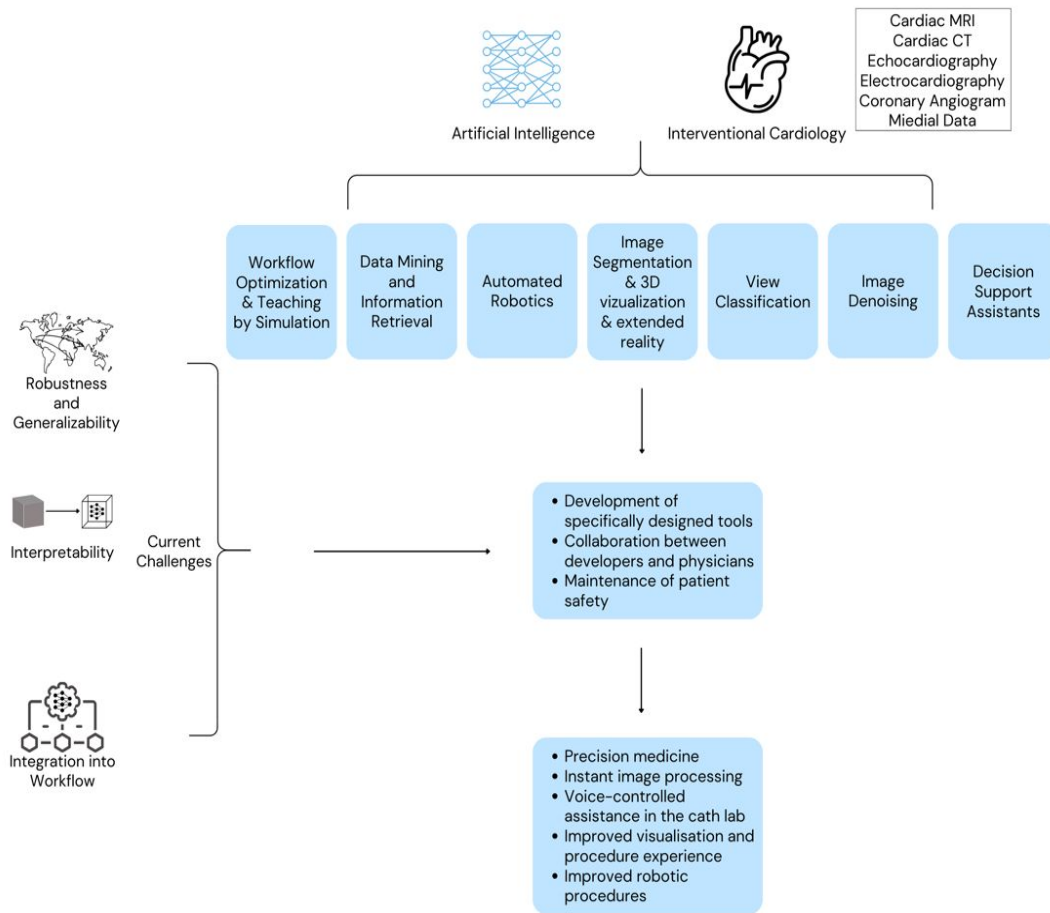 Cardiac MRI
Cardiac CT
Echocardiography
Electrocardiography
Coronary Angiogram
Miedial Data
Artificial Intelligence
Interventional Cardiology
Workflow
Optimization
& Teaching
by Simulation
Data Mining
and
Information
Retrieval
Automated
Robotics
Image
Segmentation
& 3D
vizualization
& extended
reality
View
Classification
Image
Denoising
Decision
Support
Assistants
Robustness
and
Generalizability
Interpretability
Integration into
Workflow
Current
Challenges
• Development of
specifically designed tools
• Collaboration between
developers and physicians
• Maintenance of patient
safety
• Precision medicine
• Instant image processing
• Voice-controlled
assistance in the cath lab
• Improved visualisation and
procedure experience
• Improved robotic
procedures